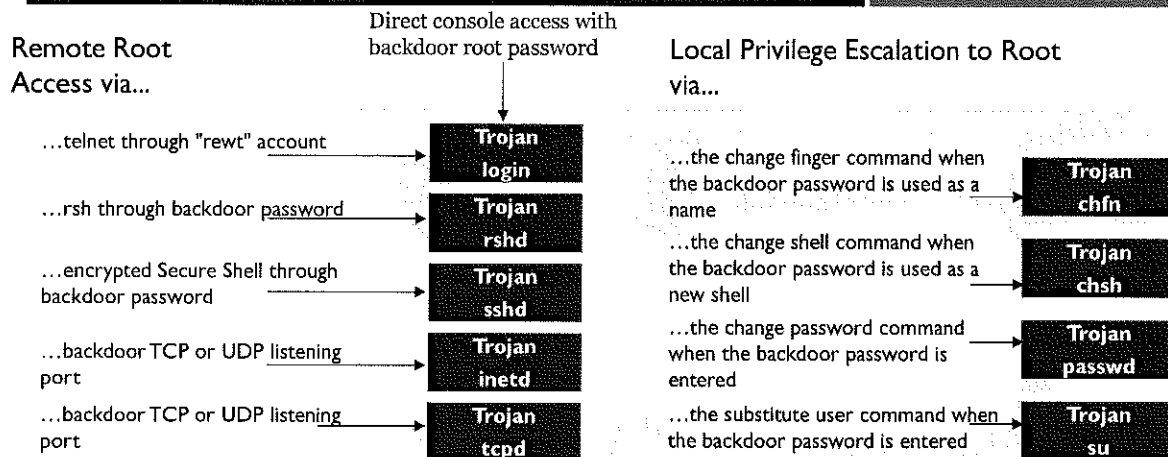 Direct console access with
backdoor root password
Remote Root
Access via...
...telnet through "rewt" account
Trojan
login
...rsh through backdoor password
Trojan
rshd
...encrypted Secure Shell through
backdoor password
Trojan
sshd
...backdoor TCP or UDP listening
port
Trojan
inetd
...backdoor TCP or UDP listening
port
Trojan
tcpd
Local Privilege Escalation to Root
via...
...the change finger command when
the backdoor password is used as a
name
Trojan
chfn
...the change shell command when
the backdoor password is used as a
new shell
Trojan
chsh
...the change password command
when the backdoor password is
entered
Trojan
passwd
...the substitute user command when
the backdoor password is entered
Trojan
su